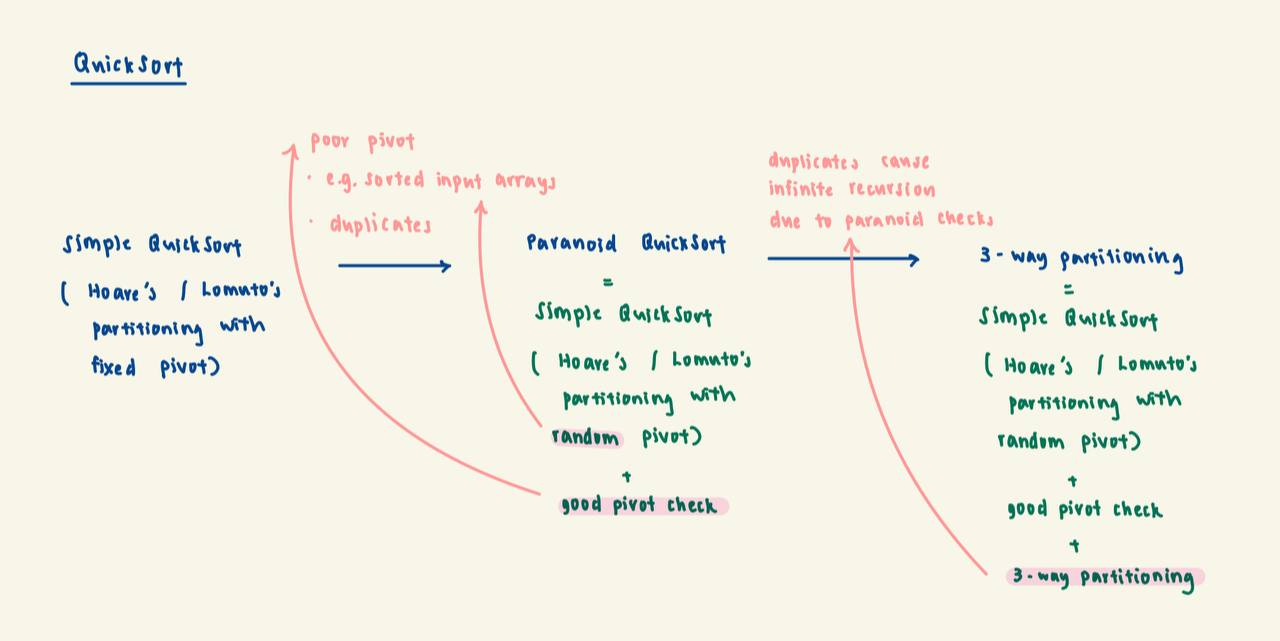 QuickSort
poor pivot
· e.g. sorted input arrays
· duplicates
Simple QuickSort
( Hoare's / Lomuto's
partitioning with
fixed pivot)
Paranoid QuickSort
=
Simple QuickSort
( Hoare's / Lomuto's
partitioning with
random pivot)
+
good pivot check
duplicates cause
infinite recursion
due to paranoid checks
3-way partitioning
=
Simple QuickSort
( Hoare's / Lomuto's
partitioning with
random pivot)
+
good pivot check
+
3-way partitioning